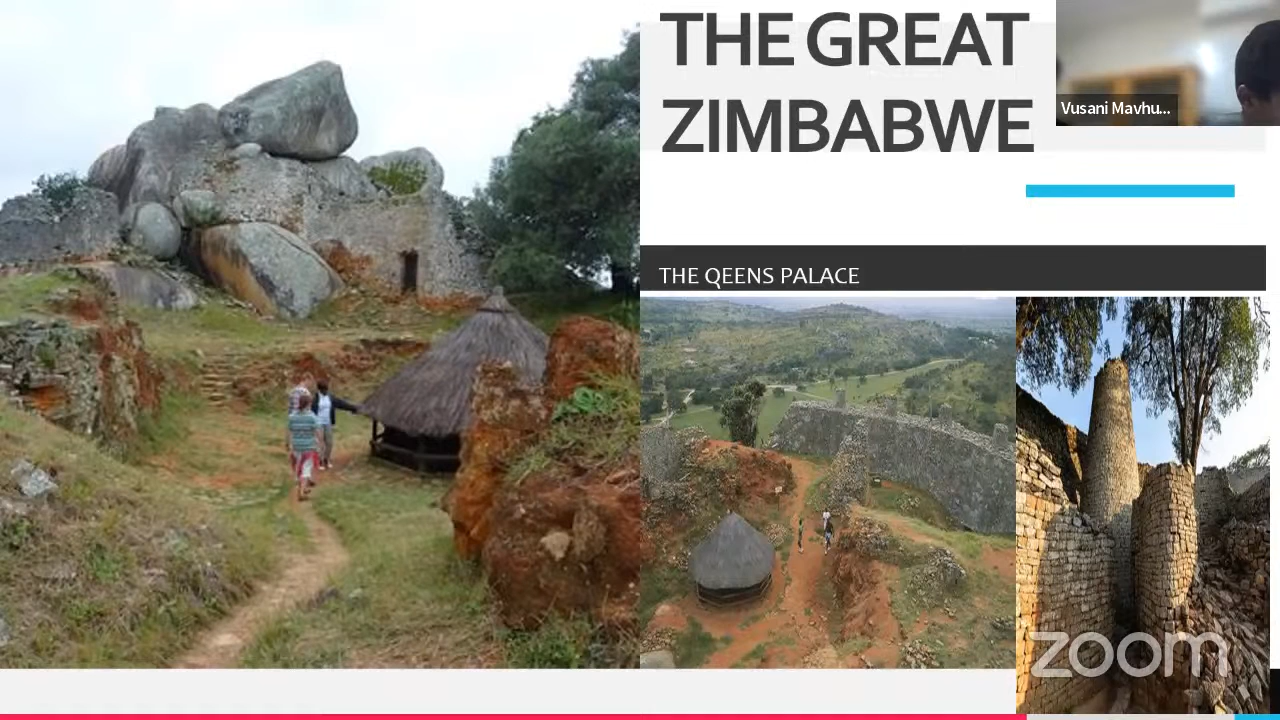 THE GREAT
ZIMBABWE
Vusani Mavhu...
THE QEENS PALACE
zoom